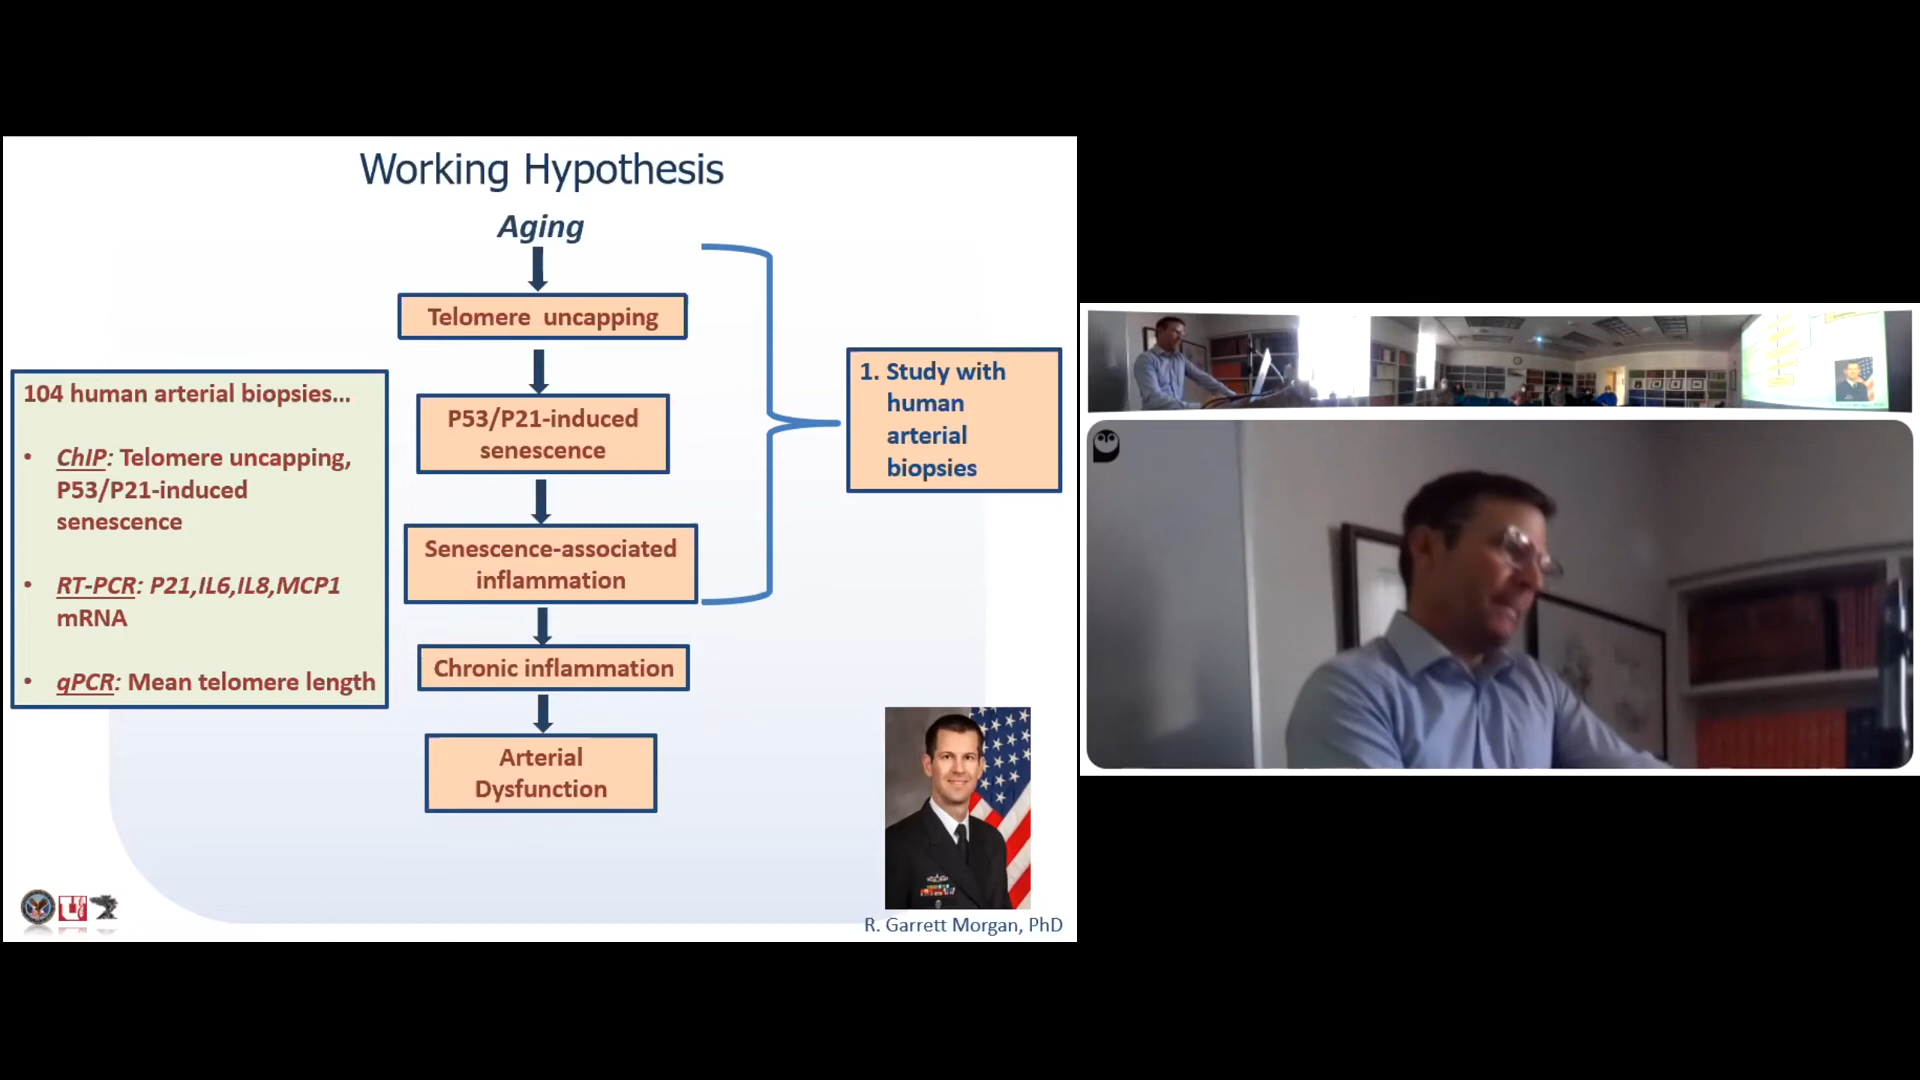 Working Hypothesis
Aging
Telomere uncapping
P53/P21-induced
senescence
Senescence-associated
inflammation
Chronic inflammation
Arterial
Dysfunction
104 human arterial biopsies...
• ChIP: Telomere uncapping,
P53/P21-induced
senescence
• RT-PCR: P21,IL6,IL8,MCP1
mRNA
• qPCR: Mean telomere length
1. Study with
human
arterial
biopsies
R. Garrett Morgan, PhD
U